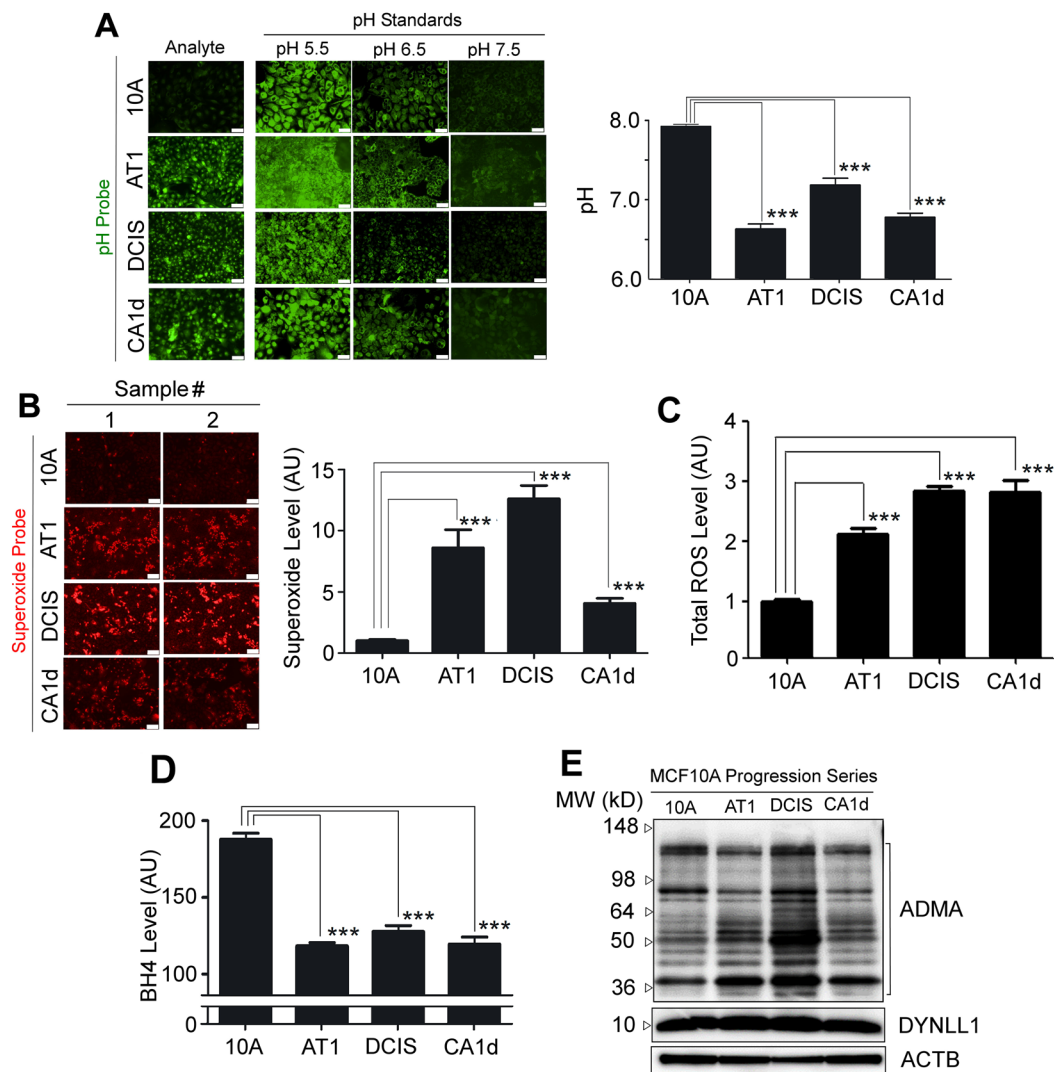 A
pH Standards
Analyte
pH 5.5
pH 6.5
pH 7.5
pH Probe
10A
AT1
DCIS
CA1d
pH
8.0
7.0
6.0
***
***
***
10A
AT1
DCIS
CA1d
B
Sample #
1
2
Superoxide Probe
10A
AT1
DCIS
CA1d
Superoxide Level (AU)
15
10
5
0
***
***
***
10A
AT1
DCIS
CA1d
C
Total ROS Level (AU)
4
3
2
1
0
***
***
***
10A
AT1
DCIS
CA1d
D
BH4 Level (AU)
200
150
100
0
***
***
***
10A
AT1
DCIS
CA1d
E
MCF10A Progression Series
MW (kD)
10A
AT1
DCIS
CA1d
148
98
64
50
36
10
ADMA
DYNLL1
ACTB